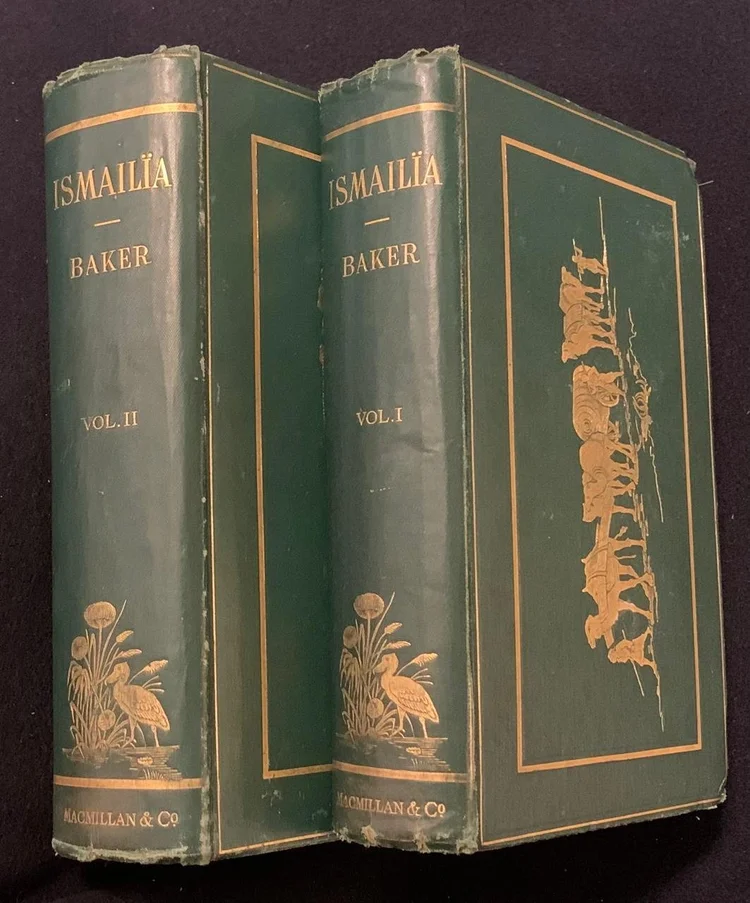 ISMAILÏA
BAKER
VOL. II
MACMILLAN & Co
ISMAILÏA
BAKER
VOL. I
MACMILLAN & Co